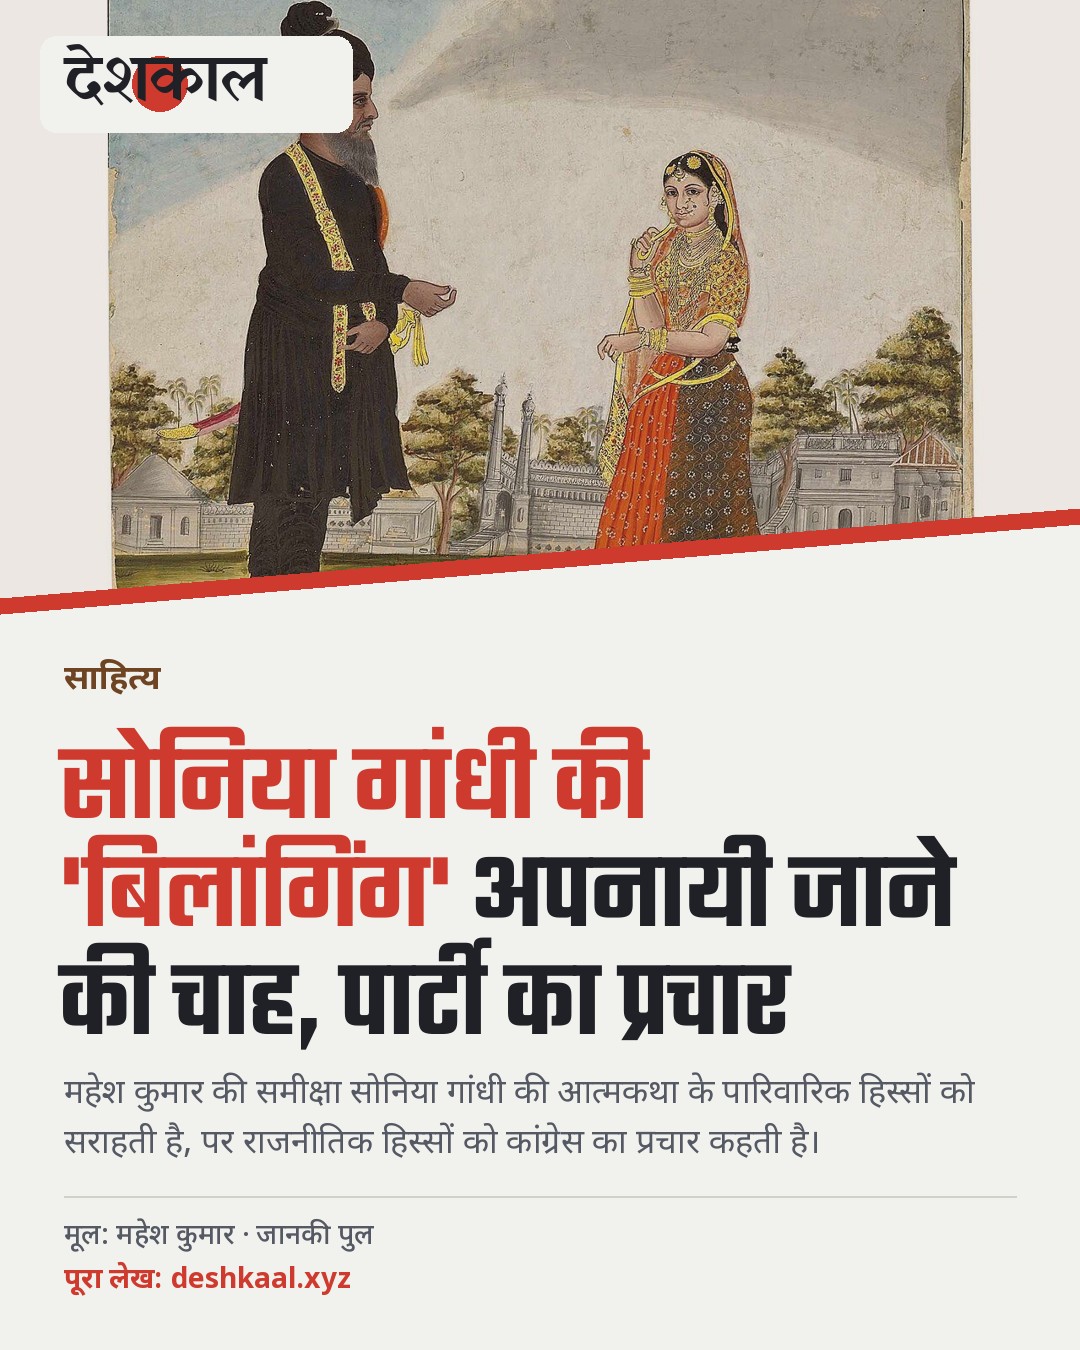 देशकाल
साहित्य
सोनिया गांधी की
'बिलांगिंग' अपनायी जाने
की चाह, पार्टी का प्रचार
महेश कुमार की समीक्षा सोनिया गांधी की आत्मकथा के पारिवारिक हिस्सों को
सराहती है, पर राजनीतिक हिस्सों को कांग्रेस का प्रचार कहती है।
मूल: महेश कुमार · जानकी पुल
पूरा लेख: deshkaal.xyz